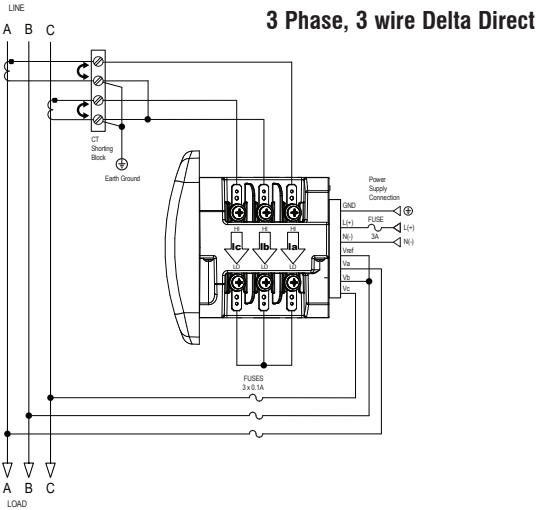 3 Phase, 3 wire Delta Direct
LINE
A B C
CT
Shorting
Block
Earth Ground
Power
Supply
Connection
GND
L(+)
FUSE
L(+)
N(-)
3A
N(-)
Vref
Va
Vb
Vc
HI HI HI
Ic Ib Ia
LO LO LO
FUSES
3 x 0.1A
A B C
LOAD